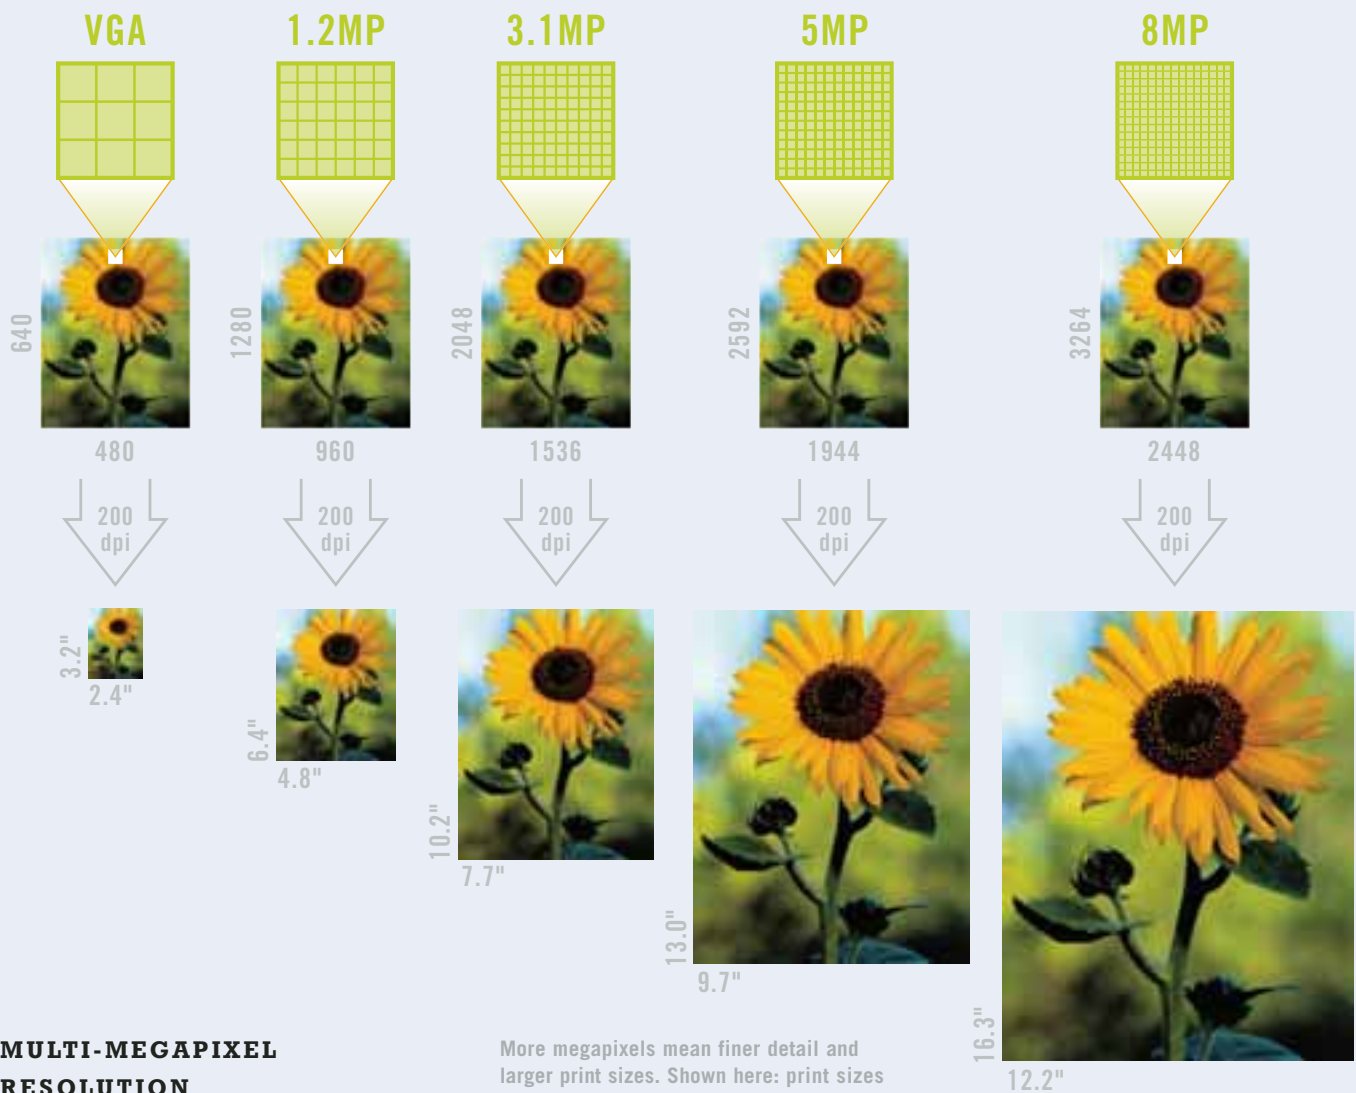 VGA
1.2MP
3.1MP
5MP
8MP
640
1280
2048
2592
3264
480
960
1536
1944
2448
200
dpi
200
dpi
200
dpi
200
dpi
200
dpi
3.2"
2.4"
6.4"
4.8"
10.2"
7.7"
13.0"
9.7"
16.3"
12.2"
MULTI-MEGAPIXEL
RESOLUTION
More megapixels mean finer detail and
larger print sizes. Shown here: print sizes